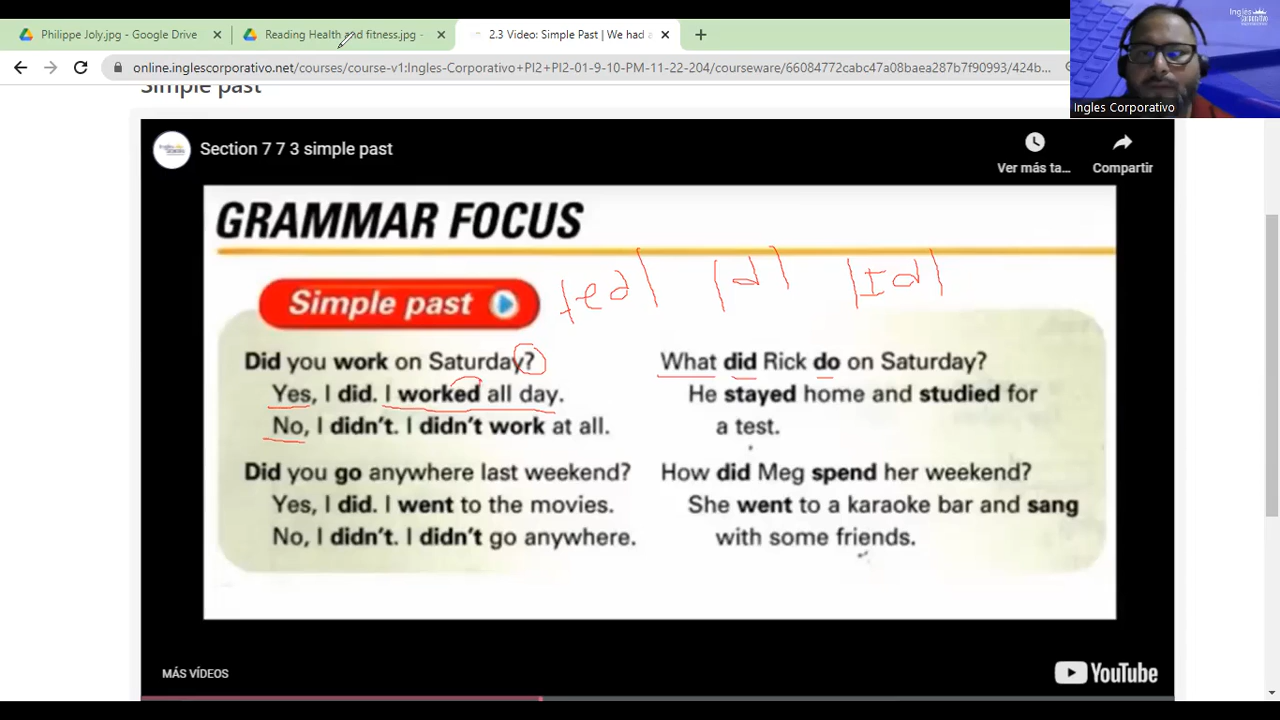 Philippe Joly.jpg - Google Drive
Reading Health and fitness.jpg -
2.3 Video: Simple Past | We had a
online.inglescorporativo.net/courses/course-v1:Ingles-Corporativo+PI2+PI2-01-9-10-PM-11-22-204/courseware/66084772cabc47a08baea287b7f90993/424b...
Ingles Corporativo
Simple past
Section 7 7 3 simple past
Ver más ta...
Compartir
GRAMMAR FOCUS
Simple past
|ed| |d| |Id|
Did you work on Saturday?
Yes, I did. I worked all day.
No, I didn't. I didn't work at all.
Did you go anywhere last weekend?
Yes, I did. I went to the movies.
No, I didn't. I didn't go anywhere.
What did Rick do on Saturday?
He stayed home and studied for
a test.
How did Meg spend her weekend?
She went to a karaoke bar and sang
with some friends.
MÁS VÍDEOS
YouTube